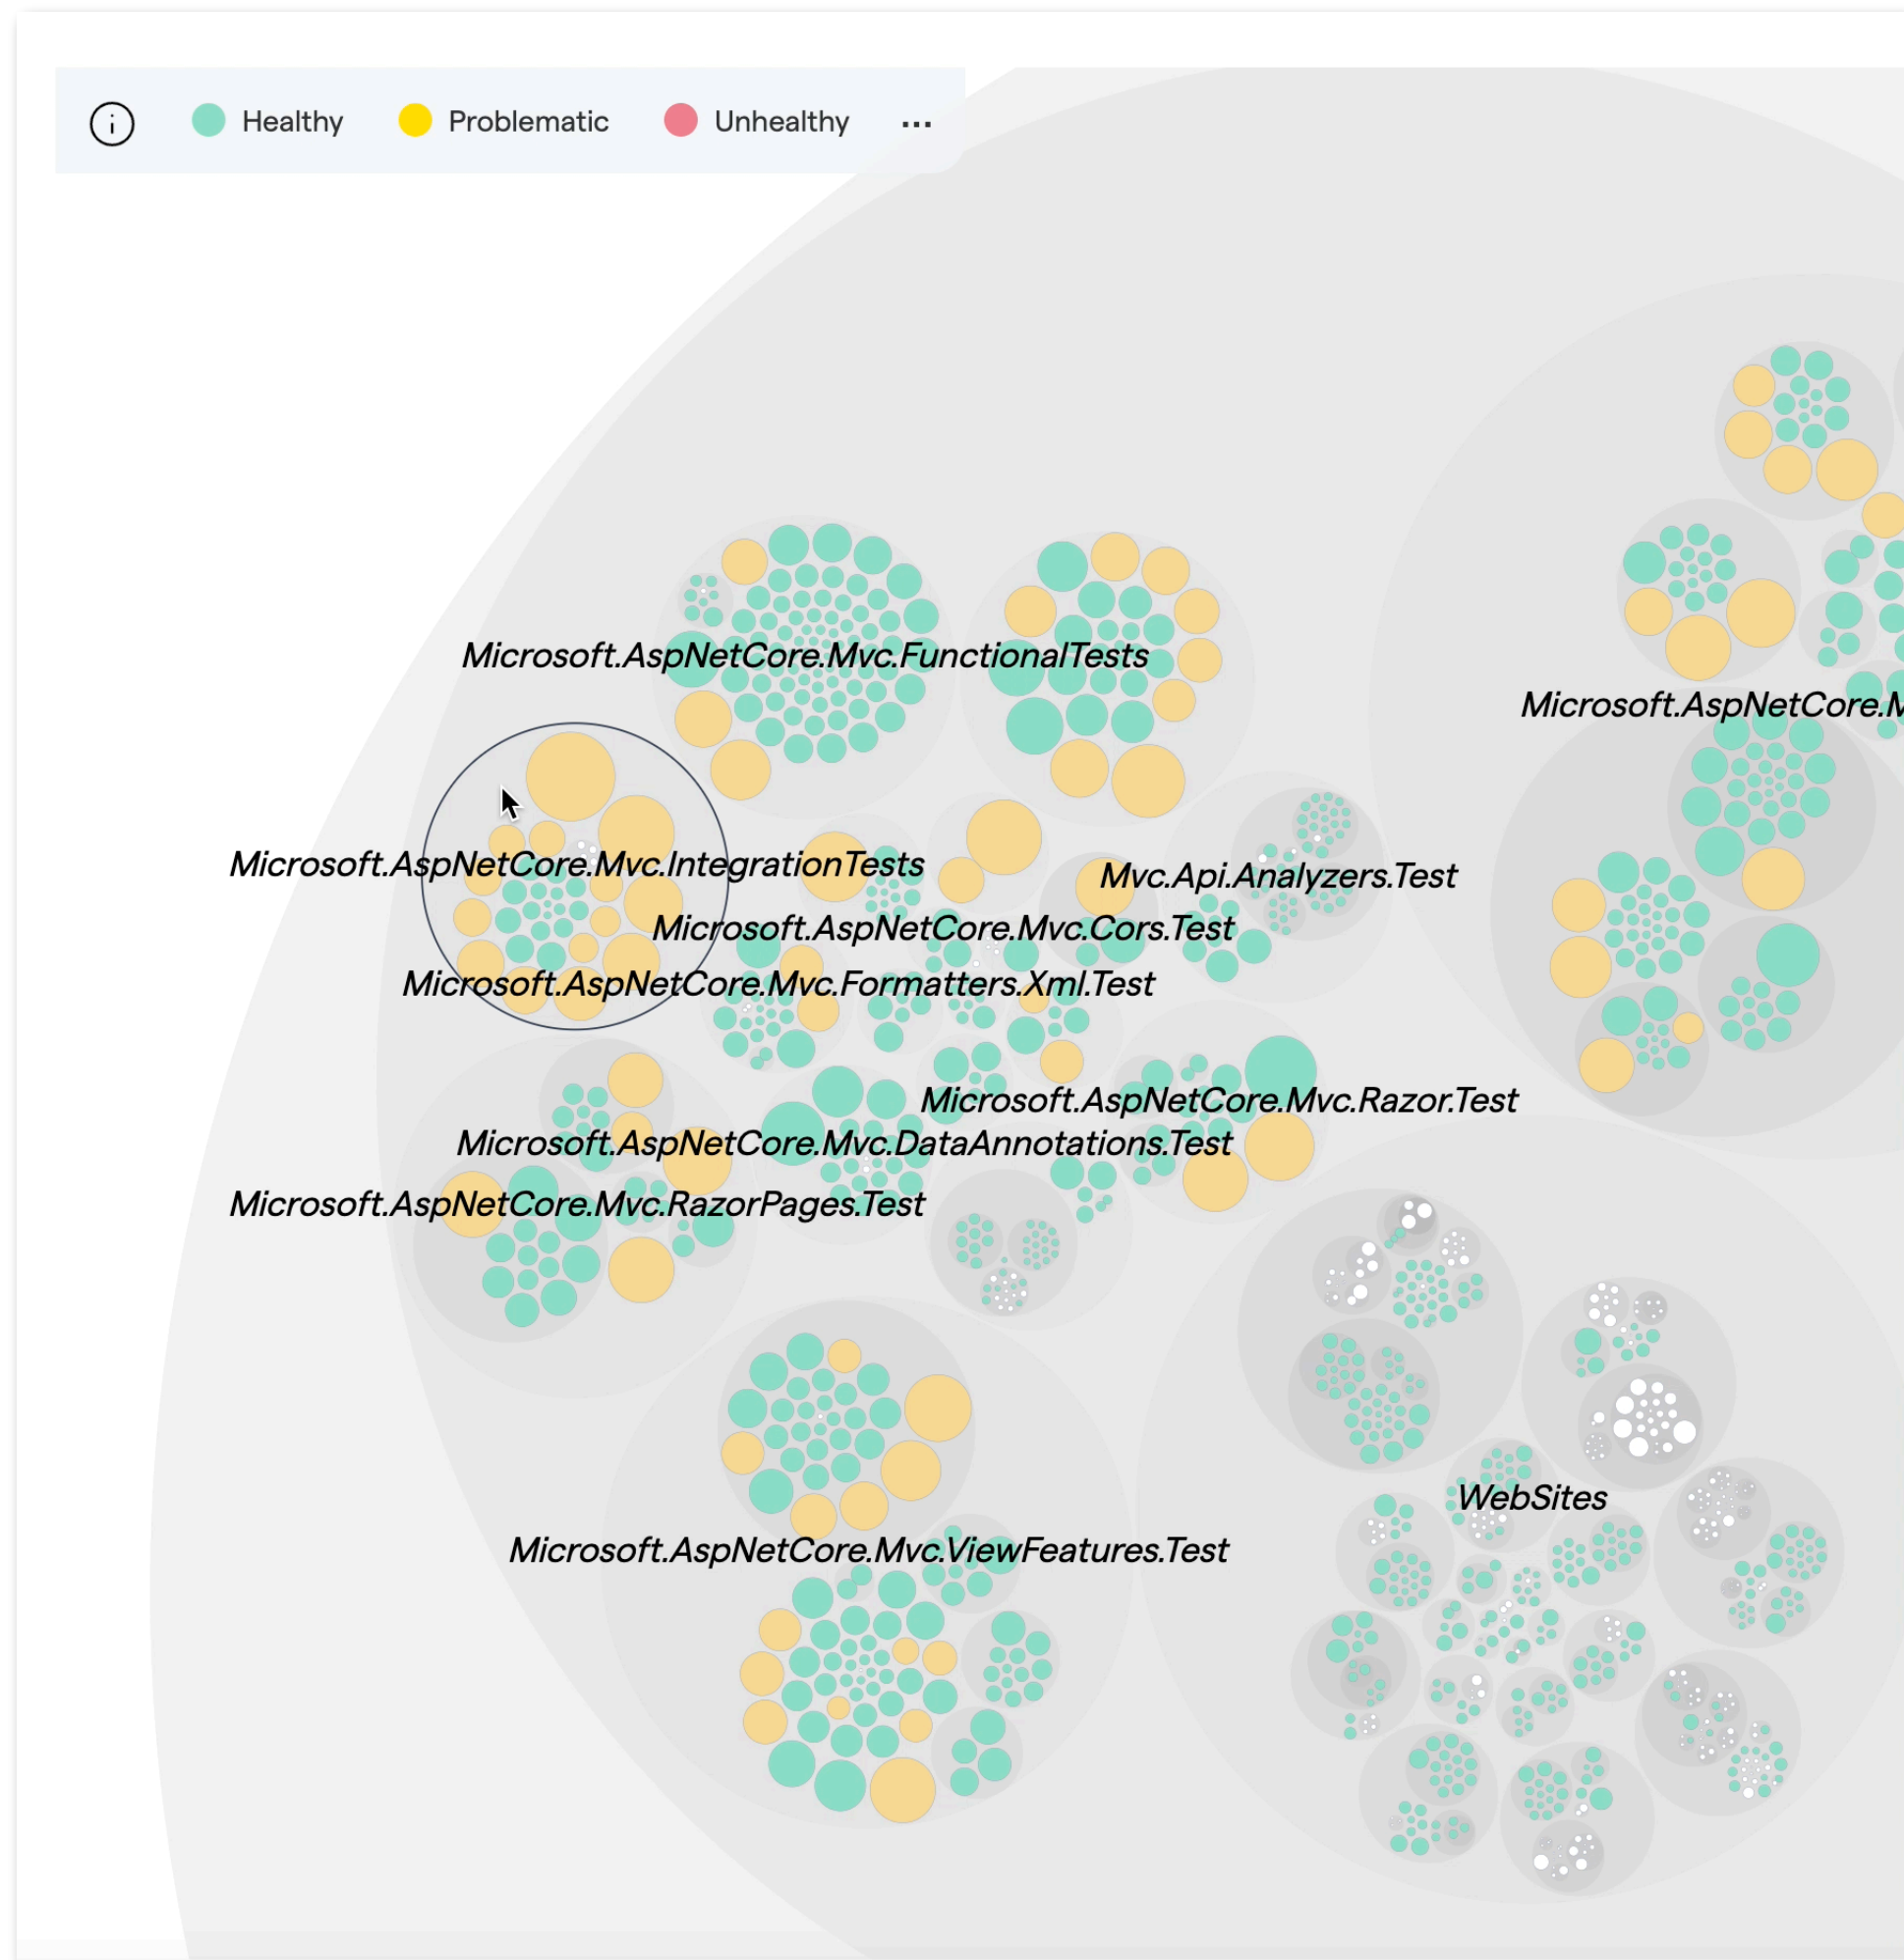 Healthy Problematic Unhealthy ...
Microsoft.AspNetCore.Mvc.FunctionalTests
Microsoft.AspNetCore.M
Microsoft.AspNetCore.Mvc.IntegrationTests
Mvc.Api.Analyzers.Test
Microsoft.AspNetCore.Mvc.Cors.Test
Microsoft.AspNetCore.Mvc.Formatters.Xml.Test
Microsoft.AspNetCore.Mvc.Razor.Test
Microsoft.AspNetCore.Mvc.DataAnnotations.Test
Microsoft.AspNetCore.Mvc.RazorPages.Test
WebSites
Microsoft.AspNetCore.Mvc.ViewFeatures.Test